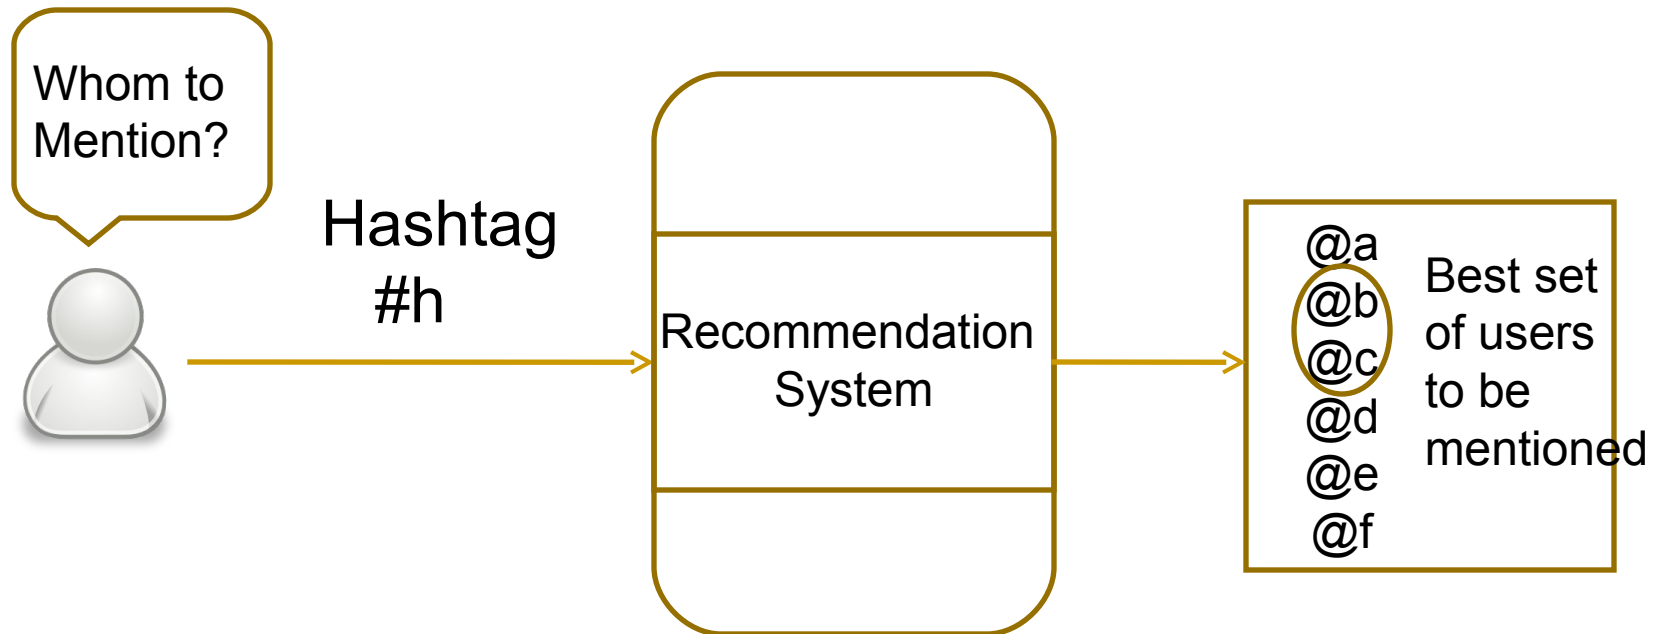 Whom to
Mention?
Hashtag
#h
Recommendation
System
@a
@b
@c
@d
@e
@f
Best set
of users
to be
mentioned